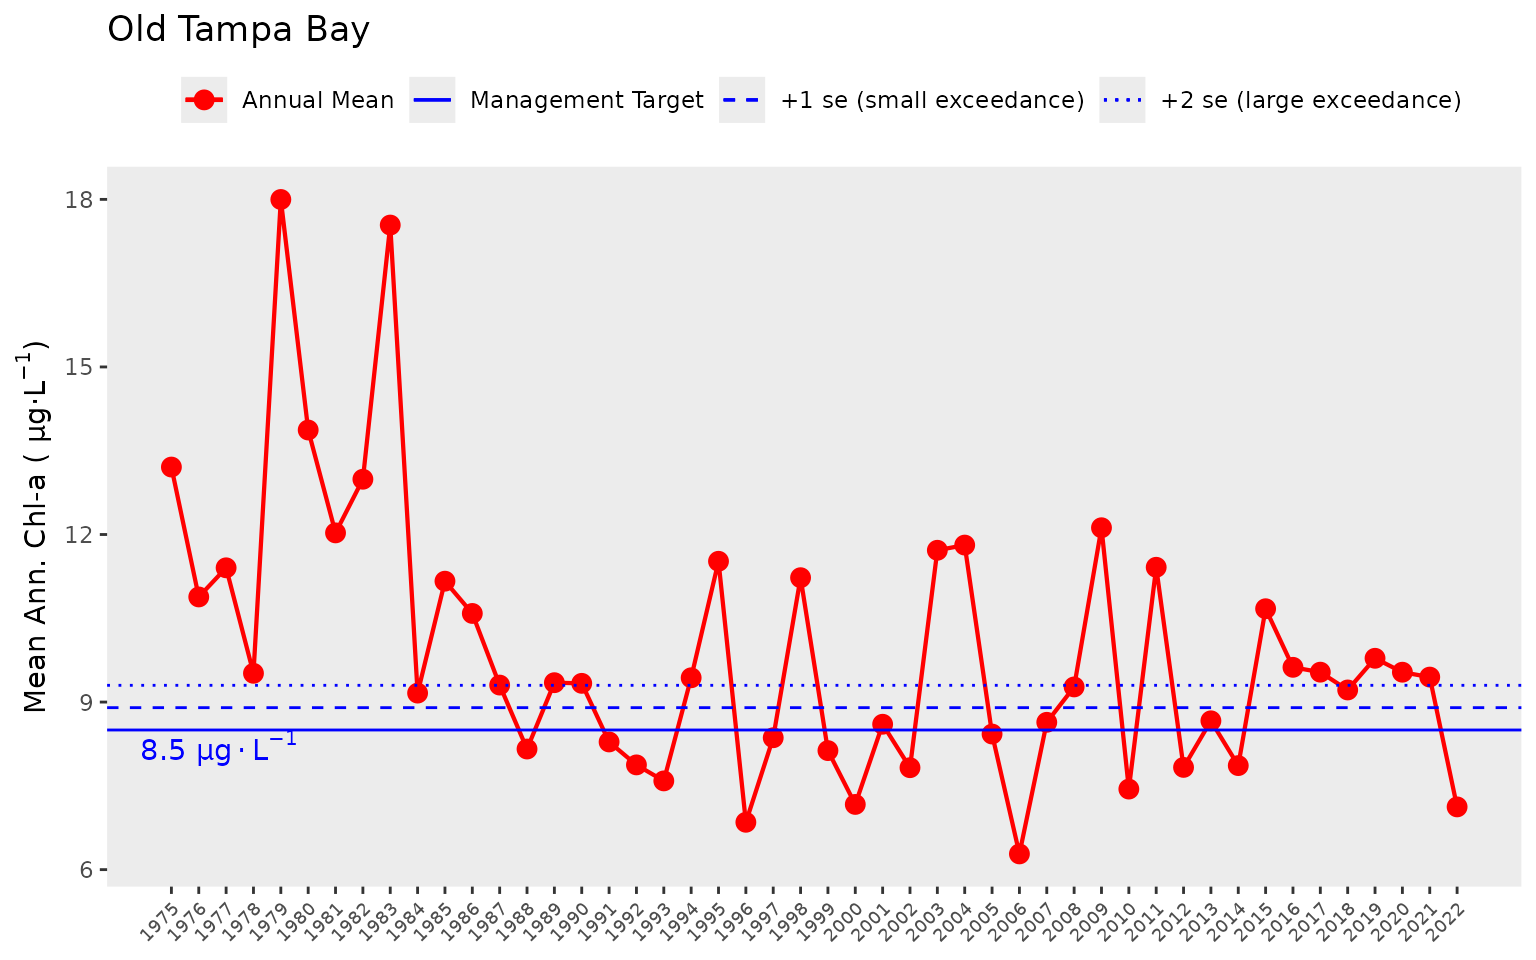 Old Tampa Bay
Annual Mean Management Target +1 se (small exceedance) +2 se (large exceedance)
Mean Ann. Chl-a ( µg·L⁻¹)
18
15
12
9
6
8.5 µg·L⁻¹
1975 1976 1977 1978 1979 1980 1981 1982 1983 1984 1985 1986 1987 1988 1989 1990 1991 1992 1993 1994 1995 1996 1997 1998 1999 2000 2001 2002 2003 2004 2005 2006 2007 2008 2009 2010 2011 2012 2013 2014 2015 2016 2017 2018 2019 2020 2021 2022